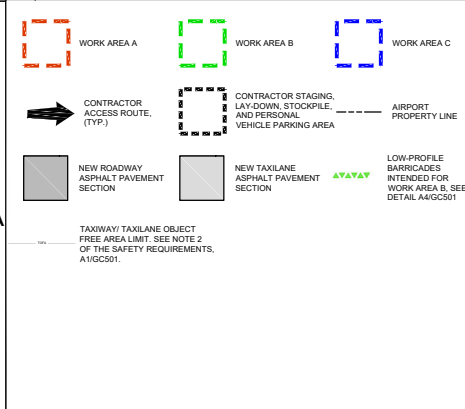 WORK AREA A
WORK AREA B
WORK AREA C
CONTRACTOR
ACCESS ROUTE,
(TYP.)
CONTRACTOR STAGING,
LAY-DOWN, STOCKPILE,
AND PERSONAL
VEHICLE PARKING AREA
AIRPORT
PROPERTY LINE
NEW ROADWAY
ASPHALT PAVEMENT
SECTION
NEW TAXILANE
ASPHALT PAVEMENT
SECTION
LOW-PROFILE
BARRICADES
INTENDED FOR
WORK AREA B, SEE
DETAIL A4/GC501
TAXIWAY/ TAXILANE OBJECT
FREE AREA LIMIT. SEE NOTE 2
OF THE SAFETY REQUIREMENTS,
A1/GC501.